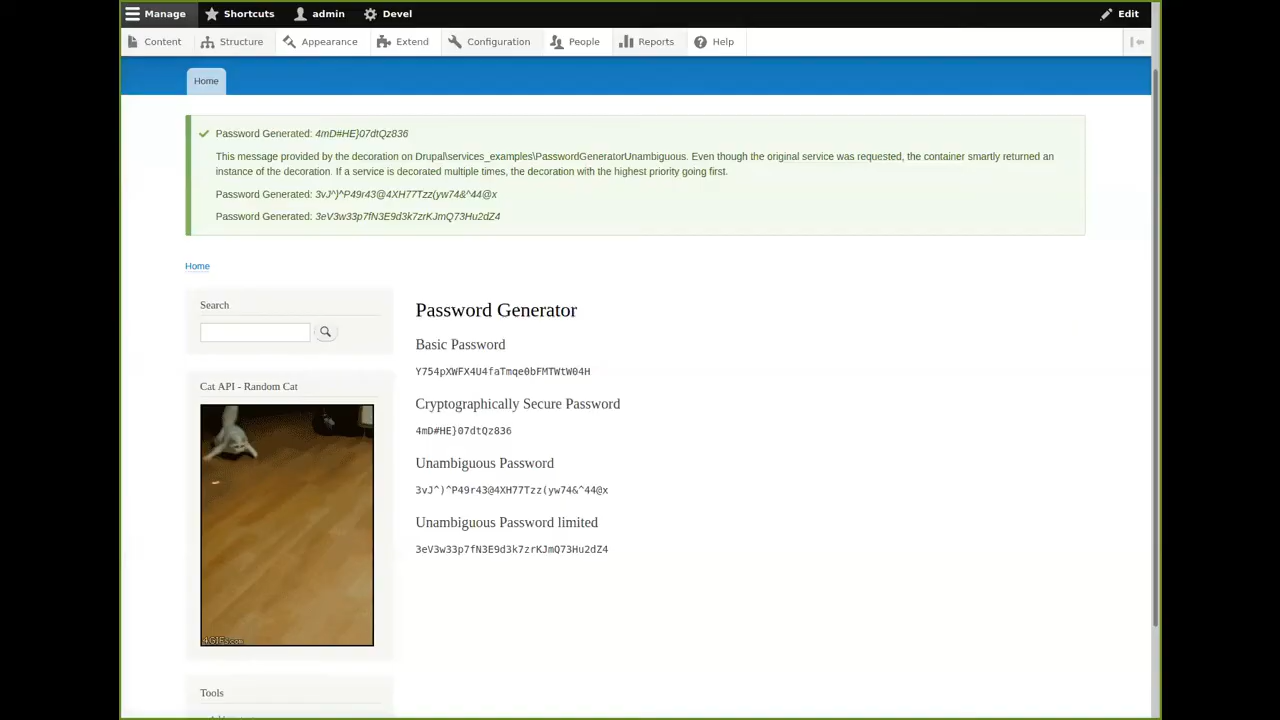 Manage Shortcuts admin Devel Edit
Content Structure Appearance Extend Configuration People Reports Help
Home
Password Generated: 4mD#HE}07dtQz836
This message provided by the decoration on Drupal\services_examples\PasswordGeneratorUnambiguous. Even though the original service was requested, the container smartly returned an
instance of the decoration. If a service is decorated multiple times, the decoration with the highest priority going first.
Password Generated: 3vJ^)^P49r43@4XH77Tzz(yw74&^44@x
Password Generated: 3eV3w33p7fN3E9d3k7zrKJmQ73Hu2dZ4
Home
Search
Cat API - Random Cat
4GIFs.com
Tools
Password Generator
Basic Password
Y754pXWFX4U4faTmqe0bFMTWtW04H
Cryptographically Secure Password
4mD#HE}07dtQz836
Unambiguous Password
3vJ^)^P49r43@4XH77Tzz(yw74&^44@x
Unambiguous Password limited
3eV3w33p7fN3E9d3k7zrKJmQ73Hu2dZ4